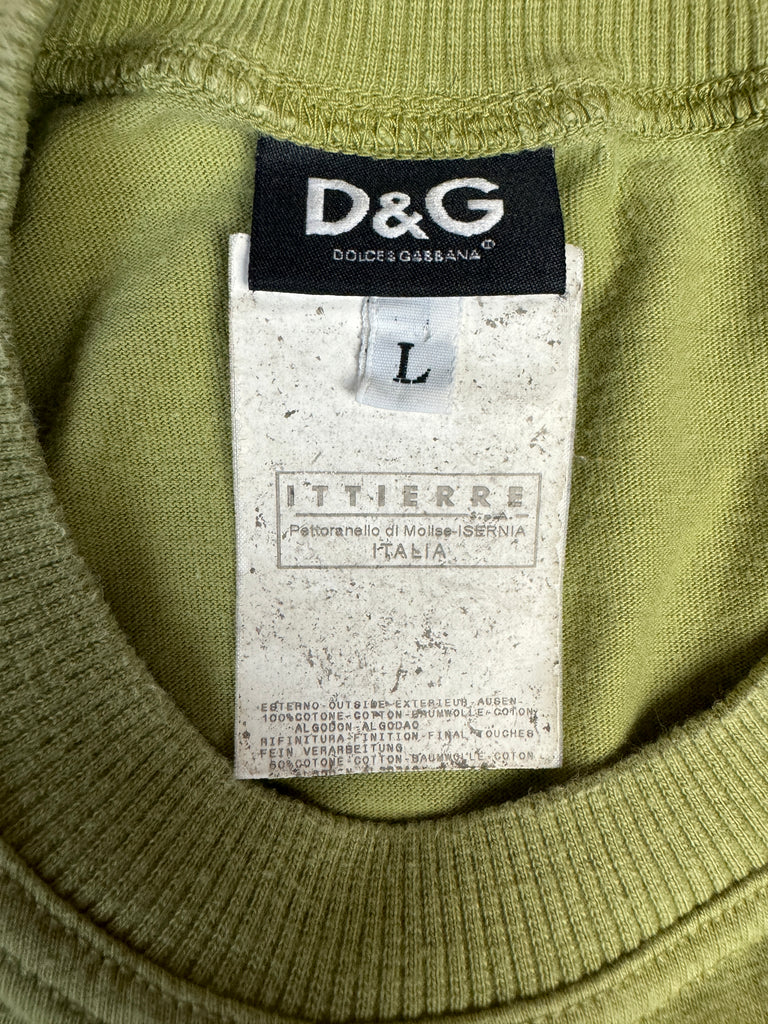 D&G
DOLCE & GABBANA
L
ITTIERRE
S.p.A.
Pettoranello di Molise-ISERNIA
ITALIA
ESTERNO-OUTSIDE-EXTERIEUR-AUSEN
100%COTONE-COTTON-BAUMWOLLE-COTON
ALGODON-ALGODAO
RIFINITURA-FINITION-FINAL TOUCHES
FEIN VERARBEITUNG
60%COTONE-COTTON-BAUMWOLLE-COTON